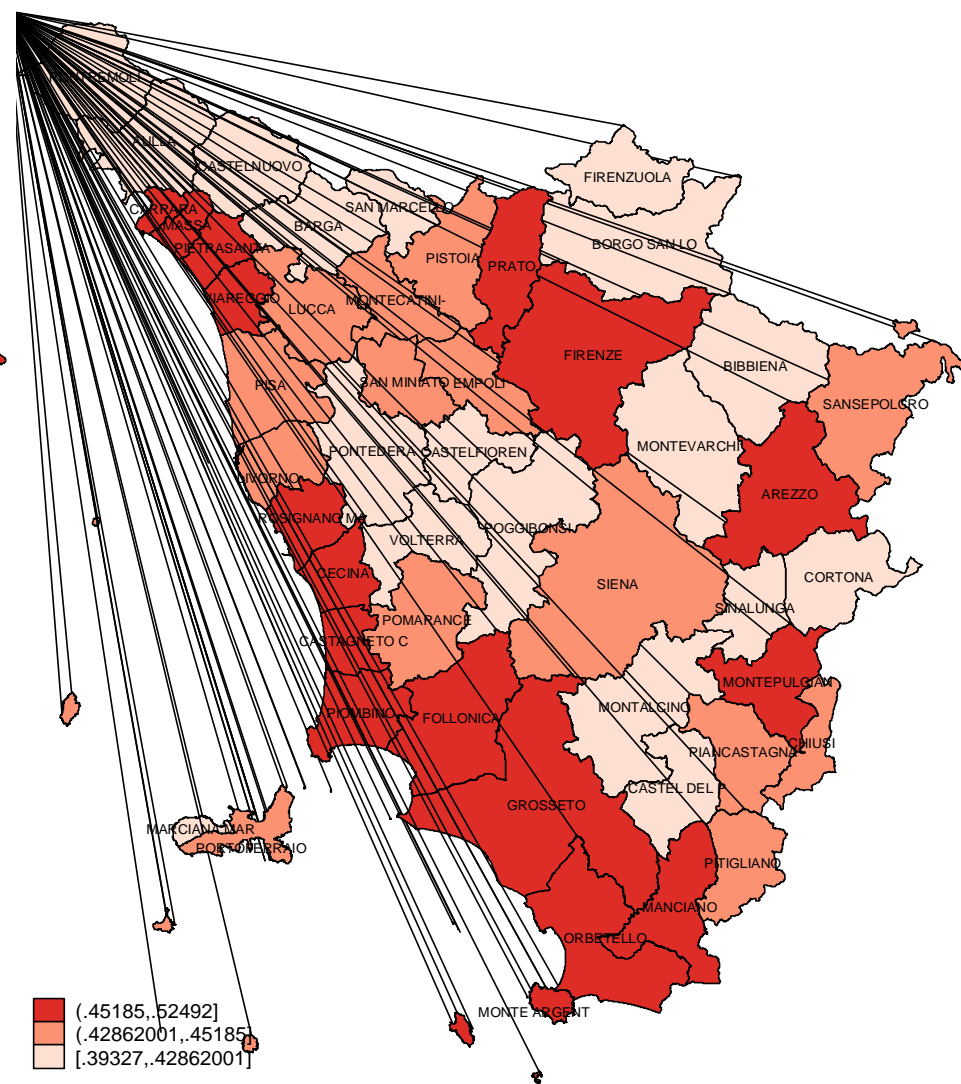 PONTREMOLI
AULLA
CASTELNUOVO
FIRENZUOLA
CARRARA
SAN MARCELLO
MASSA
BARGA
PIETRASANTA
BORGO SAN LO
PISTOIA
PRATO
VIAREGGIO
LUCCA
MONTECATINI-
FIRENZE
BIBBIENA
PISA
SAN MINIATO
EMPOLI
SANSEPOLCRO
PONTEDERA
CASTELFIOREN
MONTEVARCHI
LIVORNO
AREZZO
ROSIGNANO MA
POGGIBONSI
VOLTERRA
CECINA
SIENA
CORTONA
SINALUNGA
POMARANCE
CASTAGNETO C
MONTEPULCIAN
PIOMBINO
FOLLONICA
MONTALCINO
CHIUSI
PIANCASTAGNA
CASTEL DEL P
GROSSETO
MARCIANA MAR
PORTOFERRAIO
PITIGLIANO
MANCIANO
ORBETELLO
MONTE ARGENT
(.45185,.52492]
(.42862001,.45185]
[.39327,.42862001]